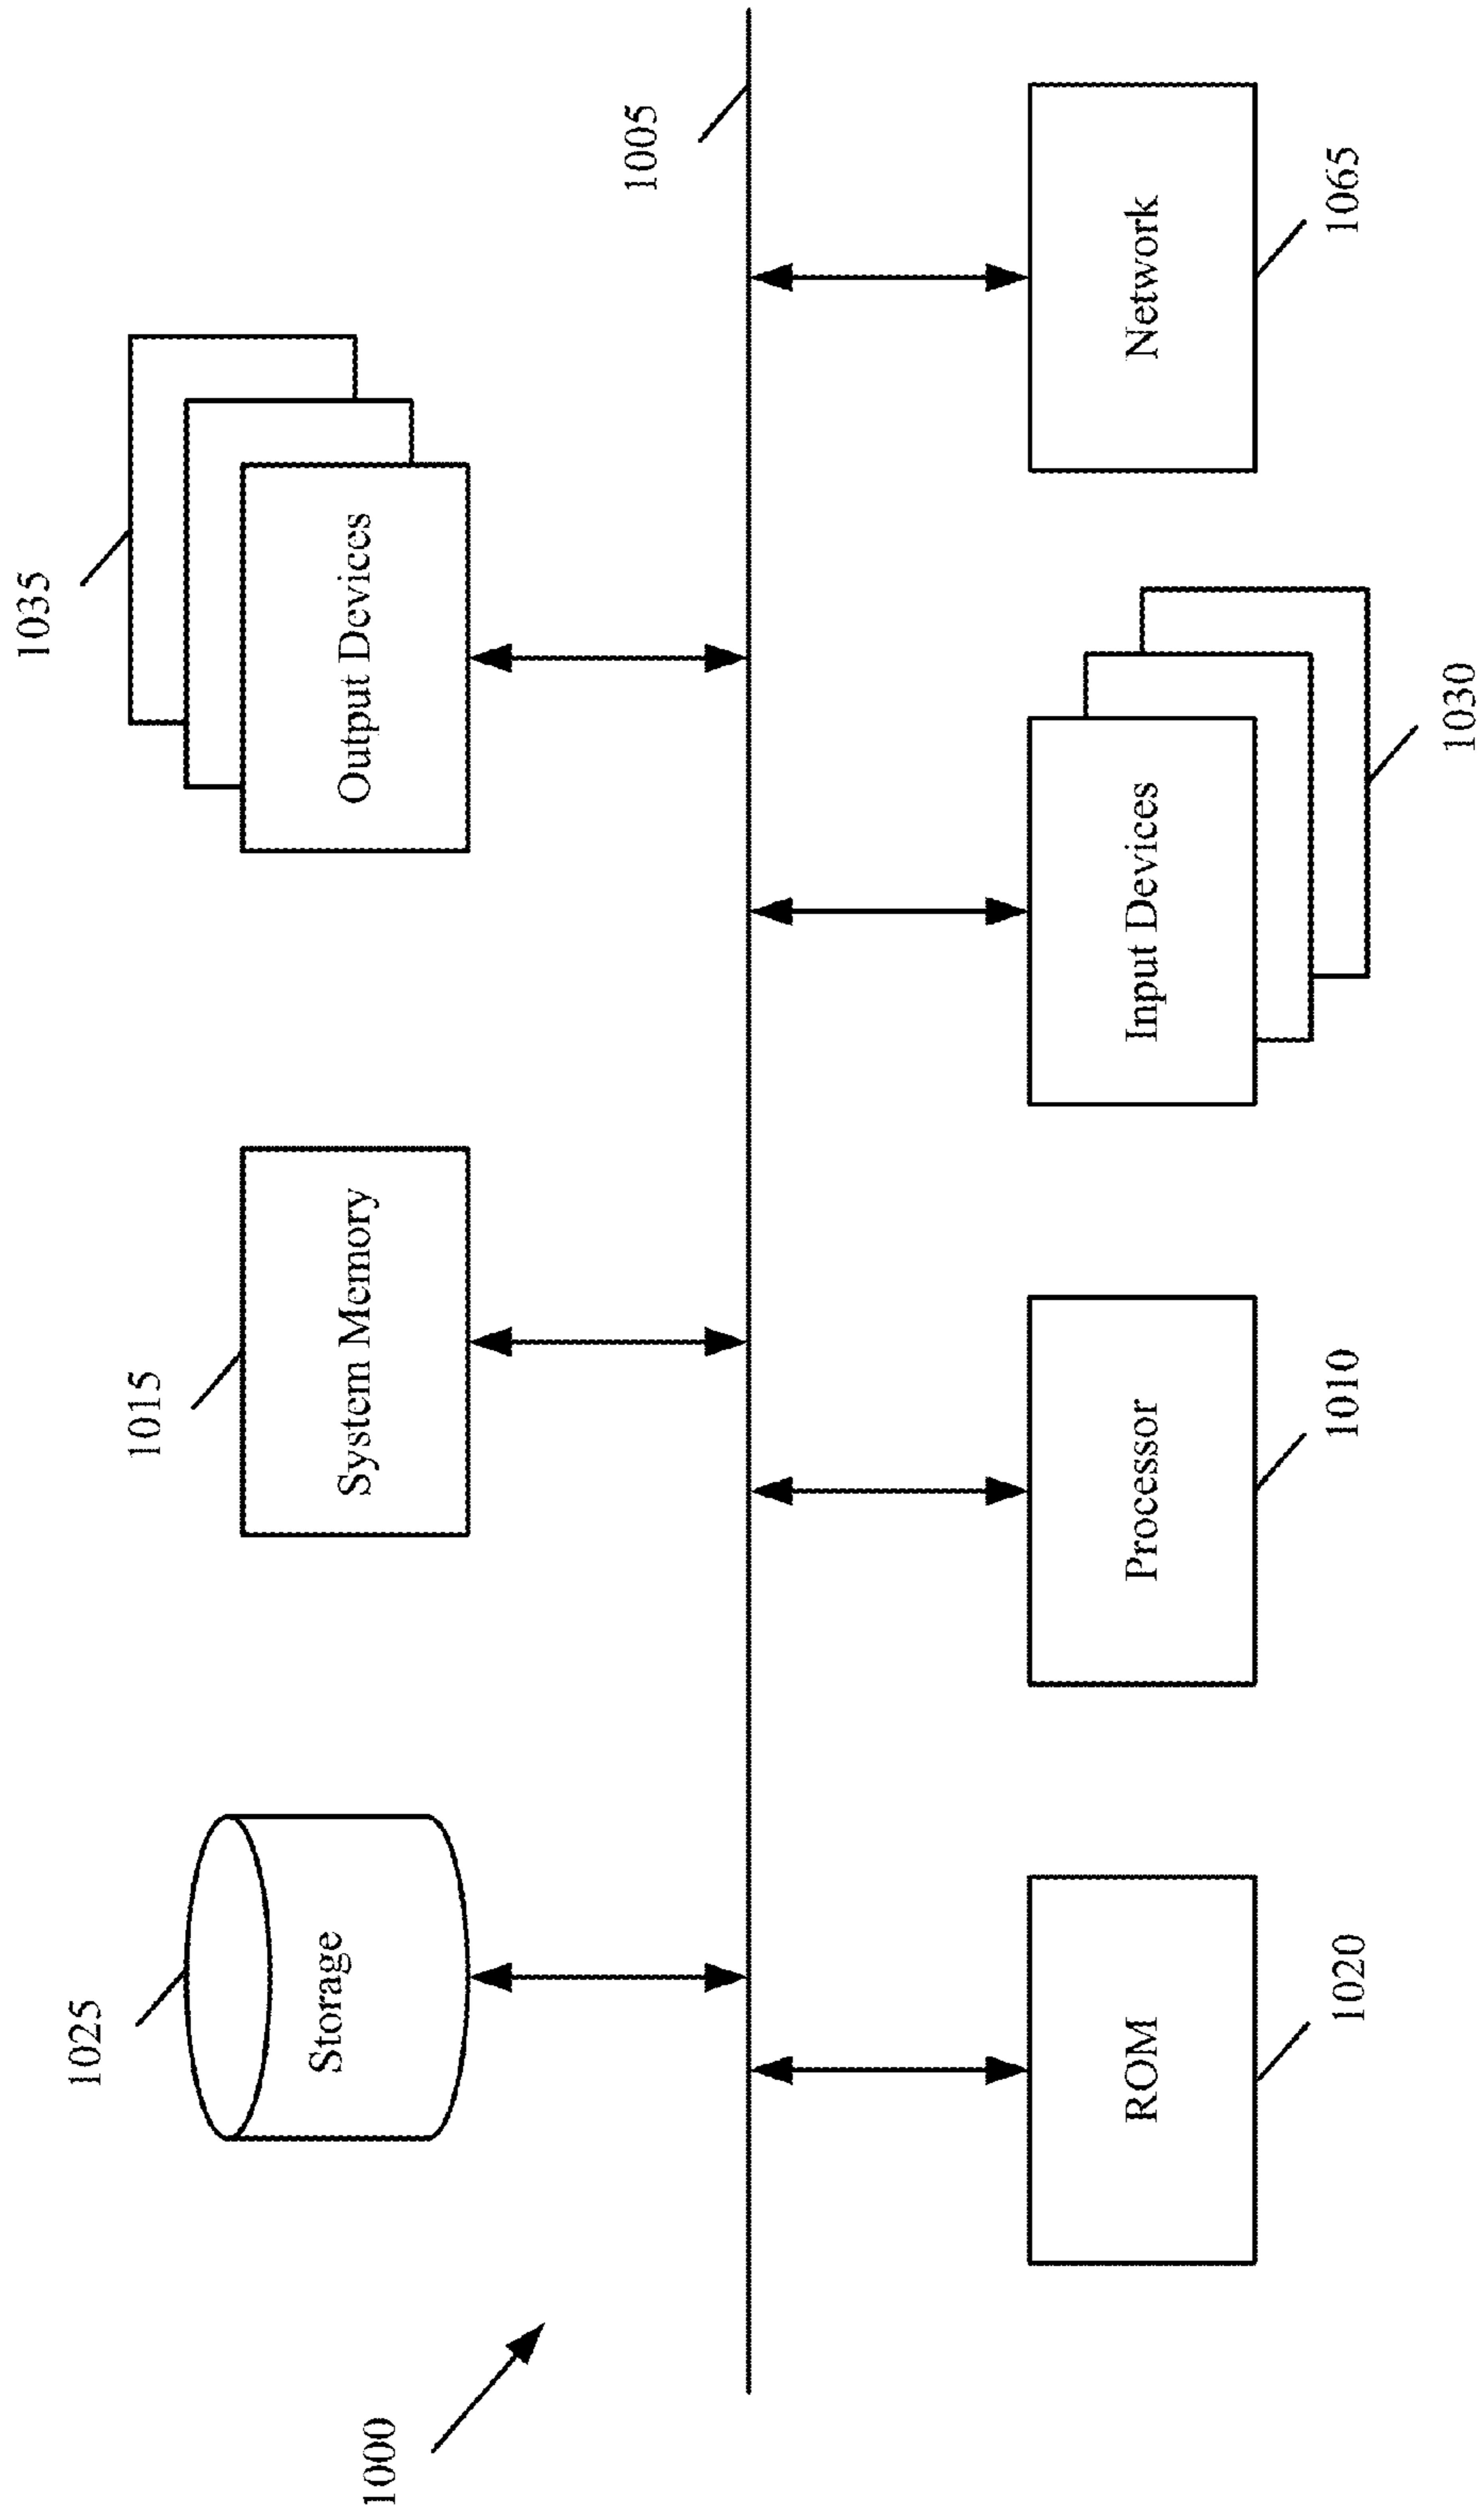 1025
1015
1035
Storage
System Memory
Output Devices
1000
1005
ROM
Processor
Input Devices
Network
1020
1010
1065
1030